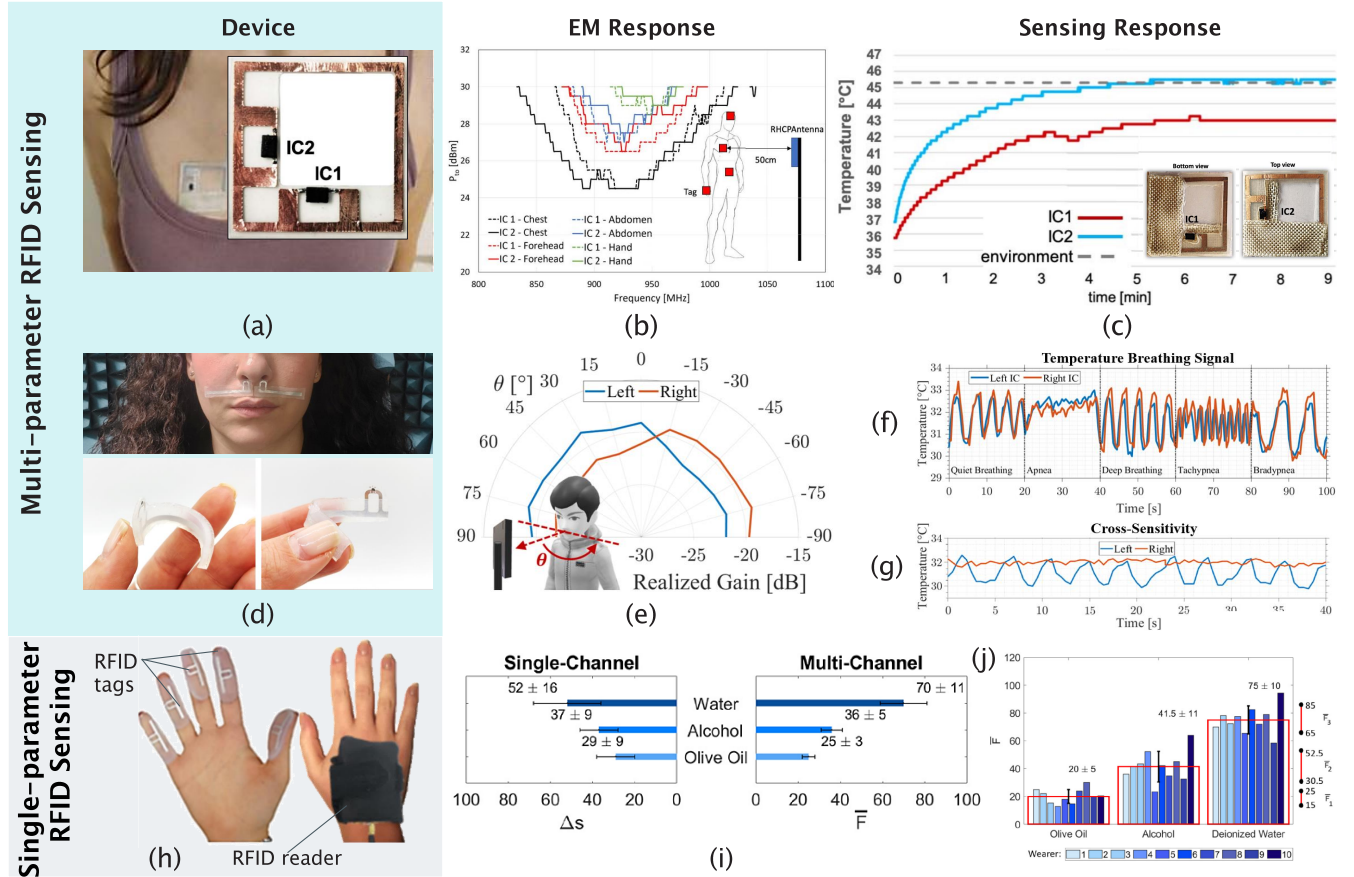 Device
EM Response
Sensing Response
Multi-parameter RFID Sensing
IC2
IC1
(a)
32
30
28
26
24
22
20
P_to [dBm]
RHCPAntenna
50cm
Tag
IC 1 - Chest
IC 2 - Chest
IC 1 - Forehead
IC 2 - Forehead
IC 1 - Abdomen
IC 2 - Abdomen
IC 1 - Hand
IC 2 - Hand
800 850 900 950 1000 1050 1100
Frequency [MHz]
(b)
47
46
45
44
43
42
41
40
39
38
37
36
35
34
Temperature [°C]
Bottom view
Top view
IC1
IC2
IC1
IC2
environment
0 1 2 3 4 5 6 7 8 9
time [min]
(c)
(d)
θ [°]
90 75 60 45 30 15 0 -15 -30 -45 -60 -75 -90
Left Right
θ
-30 -25 -20 -15
Realized Gain [dB]
(e)
Temperature Breathing Signal
34
33
32
31
30
29
Temperature [°C]
Left IC Right IC
Quiet Breathing Apnea Deep Breathing Tachypnea Bradypnea
0 10 20 30 40 50 60 70 80 90 100
Time [s]
(f)
Cross-Sensitivity
34
32
30
Temperature [°C]
Left Right
0 5 10 15 20 25 30 35 40
Time [s]
(g)
Single-parameter
RFID Sensing
RFID
tags
RFID reader
(h)
Single-Channel
Multi-Channel
52 ± 16
70 ± 11
Water
37 ± 9
36 ± 5
Alcohol
29 ± 9
25 ± 3
Olive Oil
100 80 60 40 20 0
0 20 40 60 80 100
Δs
F̅
(i)
(j)
120
100
80
60
40
20
0
F̅
20 ± 5
41.5 ± 11
75 ± 10
85
F̅₃
65
52.5
F̅₂
30.5
25
F̅₁
15
Olive Oil Alcohol Deionized Water
Wearer: 1 2 3 4 5 6 7 8 9 10